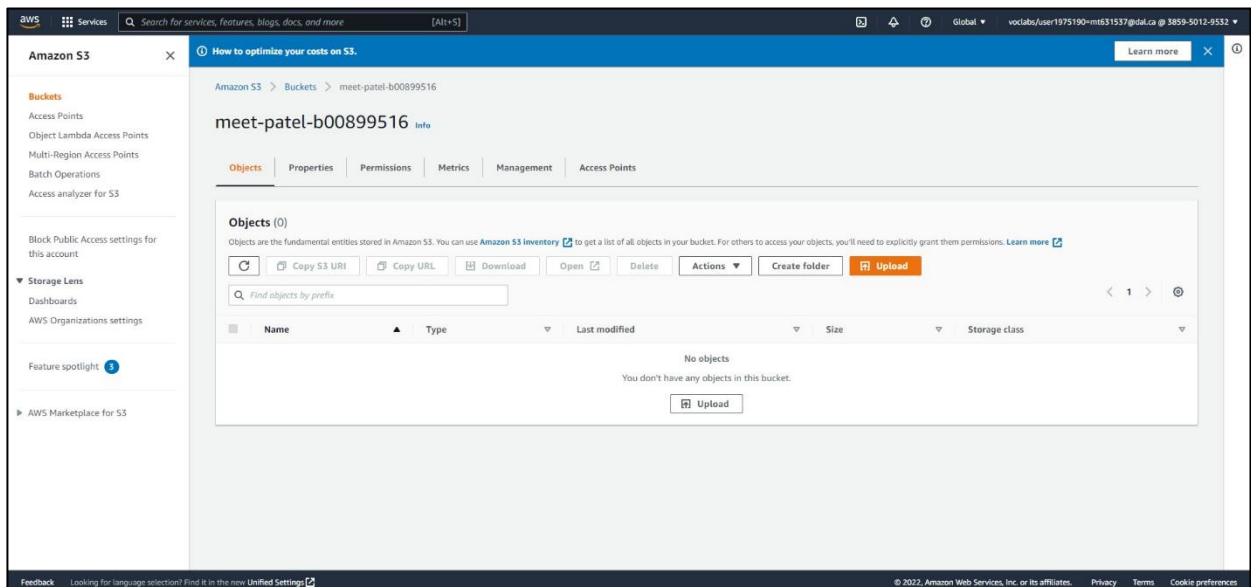 aws Services Search for services, features, blogs, docs, and more [Alt+S] Global voclabs/user1975190=mt631537@dal.ca @ 3859-5012-9532
Amazon S3
How to optimize your costs on S3. Learn more
Buckets
Access Points
Object Lambda Access Points
Multi-Region Access Points
Batch Operations
Access analyzer for S3
Block Public Access settings for
this account
Storage Lens
Dashboards
AWS Organizations settings
Feature spotlight 3
AWS Marketplace for S3
Amazon S3 > Buckets > meet-patel-b00899516
meet-patel-b00899516 Info
Objects Properties Permissions Metrics Management Access Points
Objects (0)
Objects are the fundamental entities stored in Amazon S3. You can use Amazon S3 inventory to get a list of all objects in your bucket. For others to access your objects, you'll need to explicitly grant them permissions. Learn more
Copy S3 URI Copy URL Download Open Delete Actions Create folder Upload
Find objects by prefix
< 1 >
Name Type Last modified Size Storage class
No objects
You don't have any objects in this bucket.
Upload
Feedback Looking for language selection? Find it in the new Unified Settings © 2022, Amazon Web Services, Inc. or its affiliates. Privacy Terms Cookie preferences